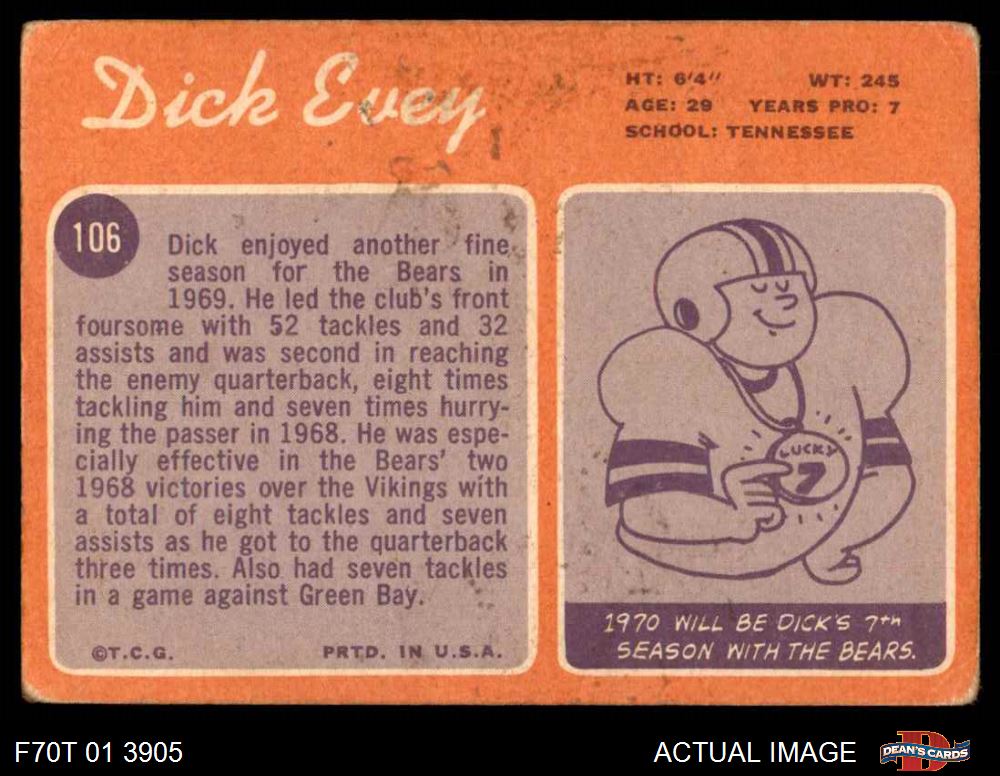 Dick Evey
HT: 6'4" WT: 245
AGE: 29 YEARS PRO: 7
SCHOOL: TENNESSEE
106
Dick enjoyed another fine
season for the Bears in
1969. He led the club's front
foursome with 52 tackles and 32
assists and was second in reaching
the enemy quarterback, eight times
tackling him and seven times hurry-
ing the passer in 1968. He was espe-
cially effective in the Bears' two
1968 victories over the Vikings with
a total of eight tackles and seven
assists as he got to the quarterback
three times. Also had seven tackles
in a game against Green Bay.
©T.C.G. PRTD. IN U.S.A.
LUCKY
7
1970 WILL BE DICK'S 7th
SEASON WITH THE BEARS.
F70T 01 3905
ACTUAL IMAGE
D
DEAN'S CARDS